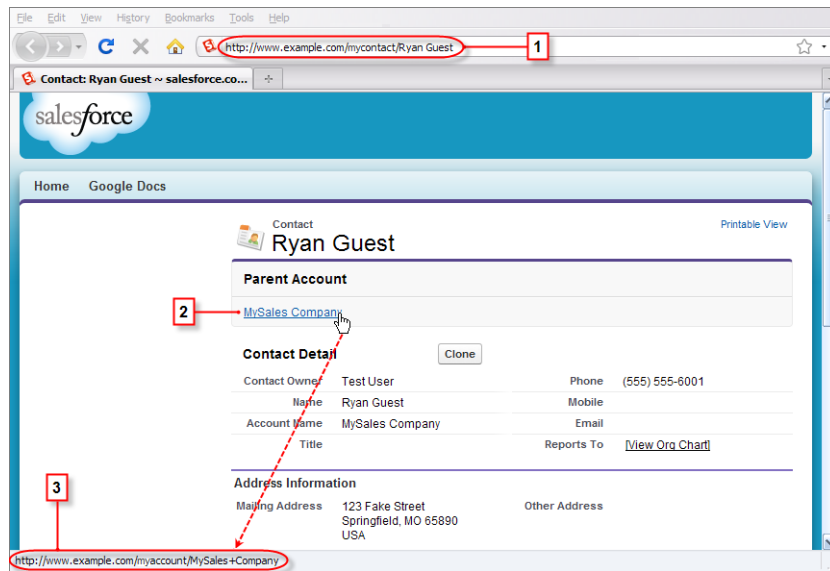 File Edit View History Bookmarks Tools Help
http://www.example.com/mycontact/Ryan Guest
1
Contact: Ryan Guest ~ salesforce.co...
salesforce
Home Google Docs
Contact
Ryan Guest
Printable View
Parent Account
2
MySales Company
Contact Detail
Clone
Contact Owner Test User Phone (555) 555-6001
Name Ryan Guest Mobile
Account Name MySales Company Email
Title Reports To [View Org Chart]
Address Information
3
Mailing Address 123 Fake Street Other Address
Springfield, MO 65890
USA
http://www.example.com/myaccount/MySales+Company